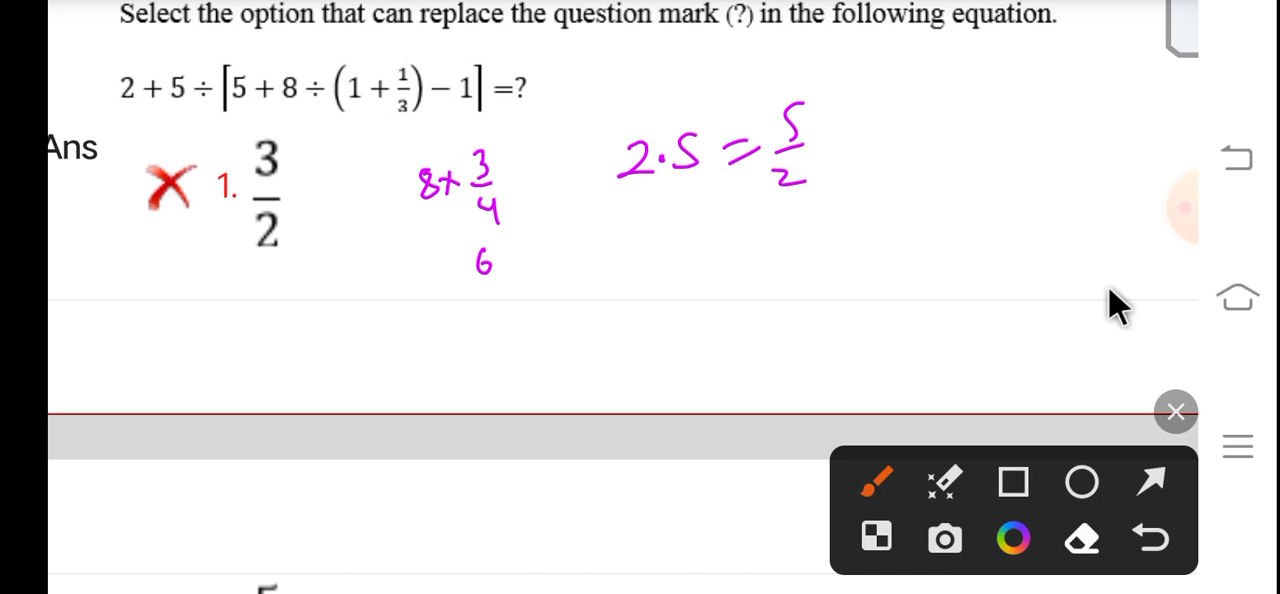 Select the option that can replace the question mark (?) in the following equation.
2 + 5 ÷ [5 + 8 ÷ (1 + 1/3) − 1] =?
Ans
1. 3/2
8 × 3/4
6
2.5 = 5/2